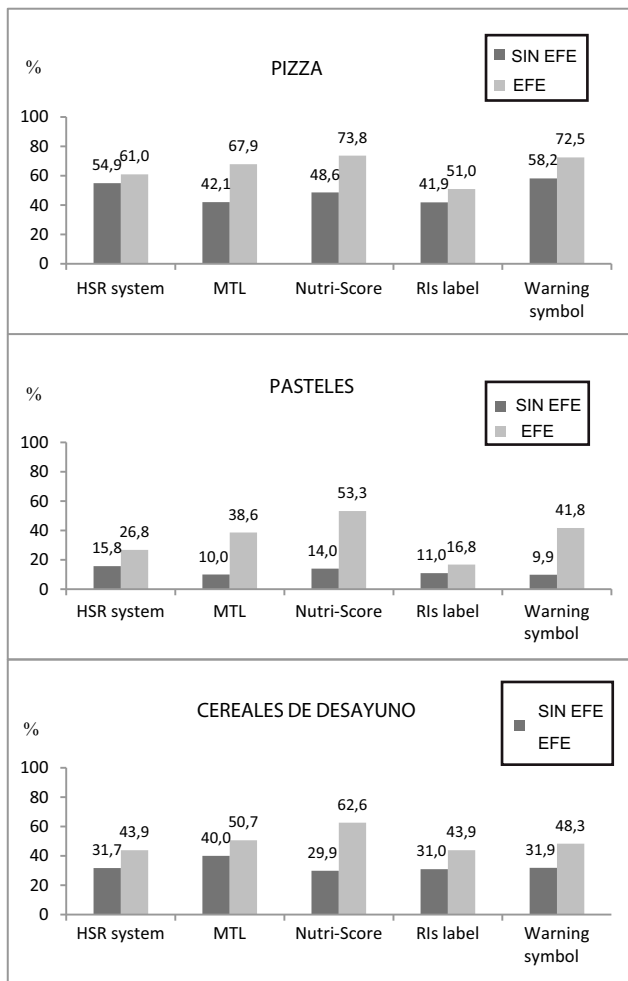 PIZZA
%
SIN EFE
EFE
100
80
60
40
20
0
54,9 61,0
42,1 67,9
48,6 73,8
41,9 51,0
58,2 72,5
HSR system MTL Nutri-Score RIs label Warning
symbol
PASTELES
%
SIN EFE
EFE
100
80
60
40
20
0
15,8 26,8
10,0 38,6
14,0 53,3
11,0 16,8
9,9 41,8
HSR system MTL Nutri-Score RIs label Warning
symbol
CEREALES DE DESAYUNO
%
SIN EFE
EFE
100
80
60
40
20
0
31,7 43,9
40,0 50,7
29,9 62,6
31,0 43,9
31,9 48,3
HSR system MTL Nutri-Score RIs label Warning
symbol